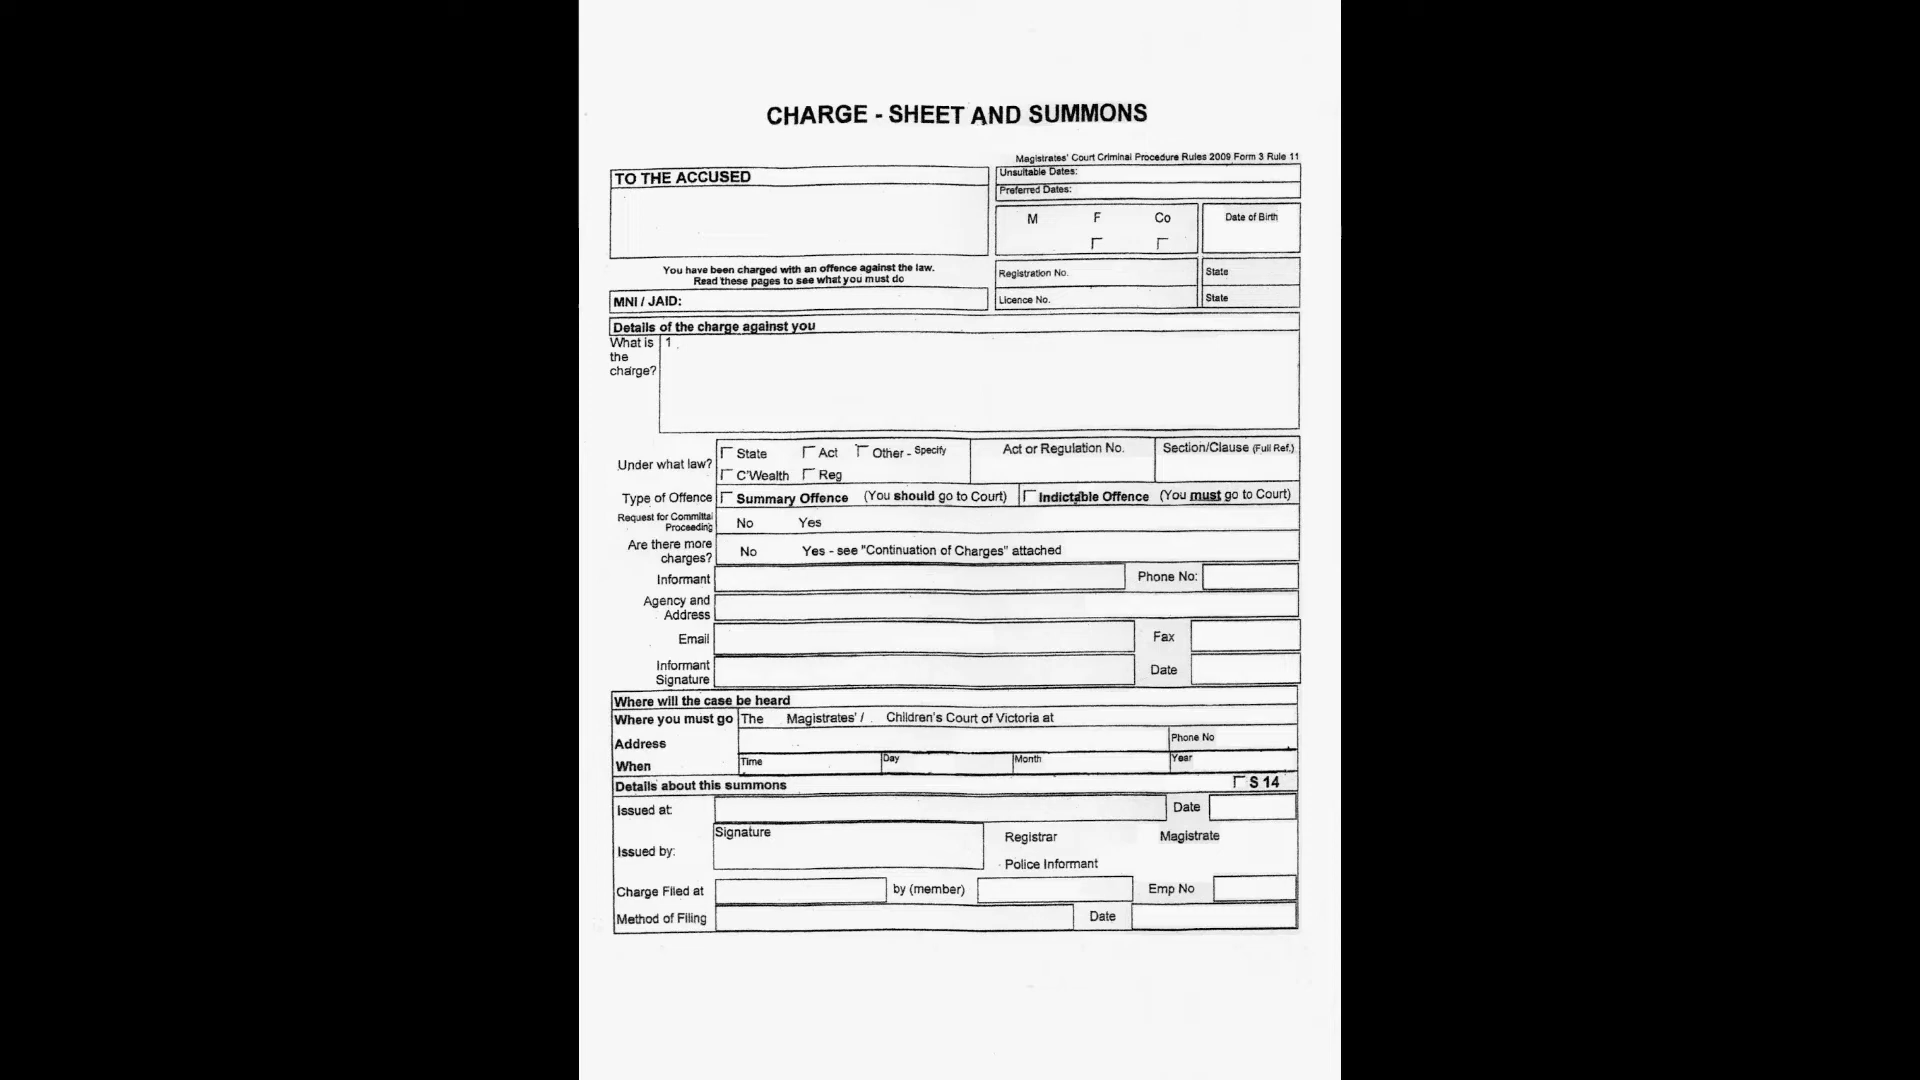 CHARGE - SHEET AND SUMMONS
Magistrates' Court Criminal Procedure Rules 2009 Form 3 Rule 11
TO THE ACCUSED
Unsuitable Dates:
Preferred Dates:
M F Co
Date of Birth
You have been charged with an offence against the law.
Read these pages to see what you must do
Registration No.
State
MNI / JAID:
Licence No.
State
Details of the charge against you
What is
the
charge?
1
Under what law?
State Act Other - Specify
C'Wealth Reg
Act or Regulation No.
Section/Clause (Full Ref.)
Type of Offence
Summary Offence (You should go to Court)
Indictable Offence (You must go to Court)
Request for Committal
Proceeding
No Yes
Are there more
charges?
No Yes - see "Continuation of Charges" attached
Informant
Phone No:
Agency and
Address
Email
Fax
Informant
Signature
Date
Where will the case be heard
Where you must go The Magistrates' / Children's Court of Victoria at
Address
Phone No
When
Time Day Month Year
Details about this summons
S 14
Issued at:
Date
Issued by:
Signature
Registrar Magistrate
Police Informant
Charge Filed at by (member) Emp No
Method of Filing Date